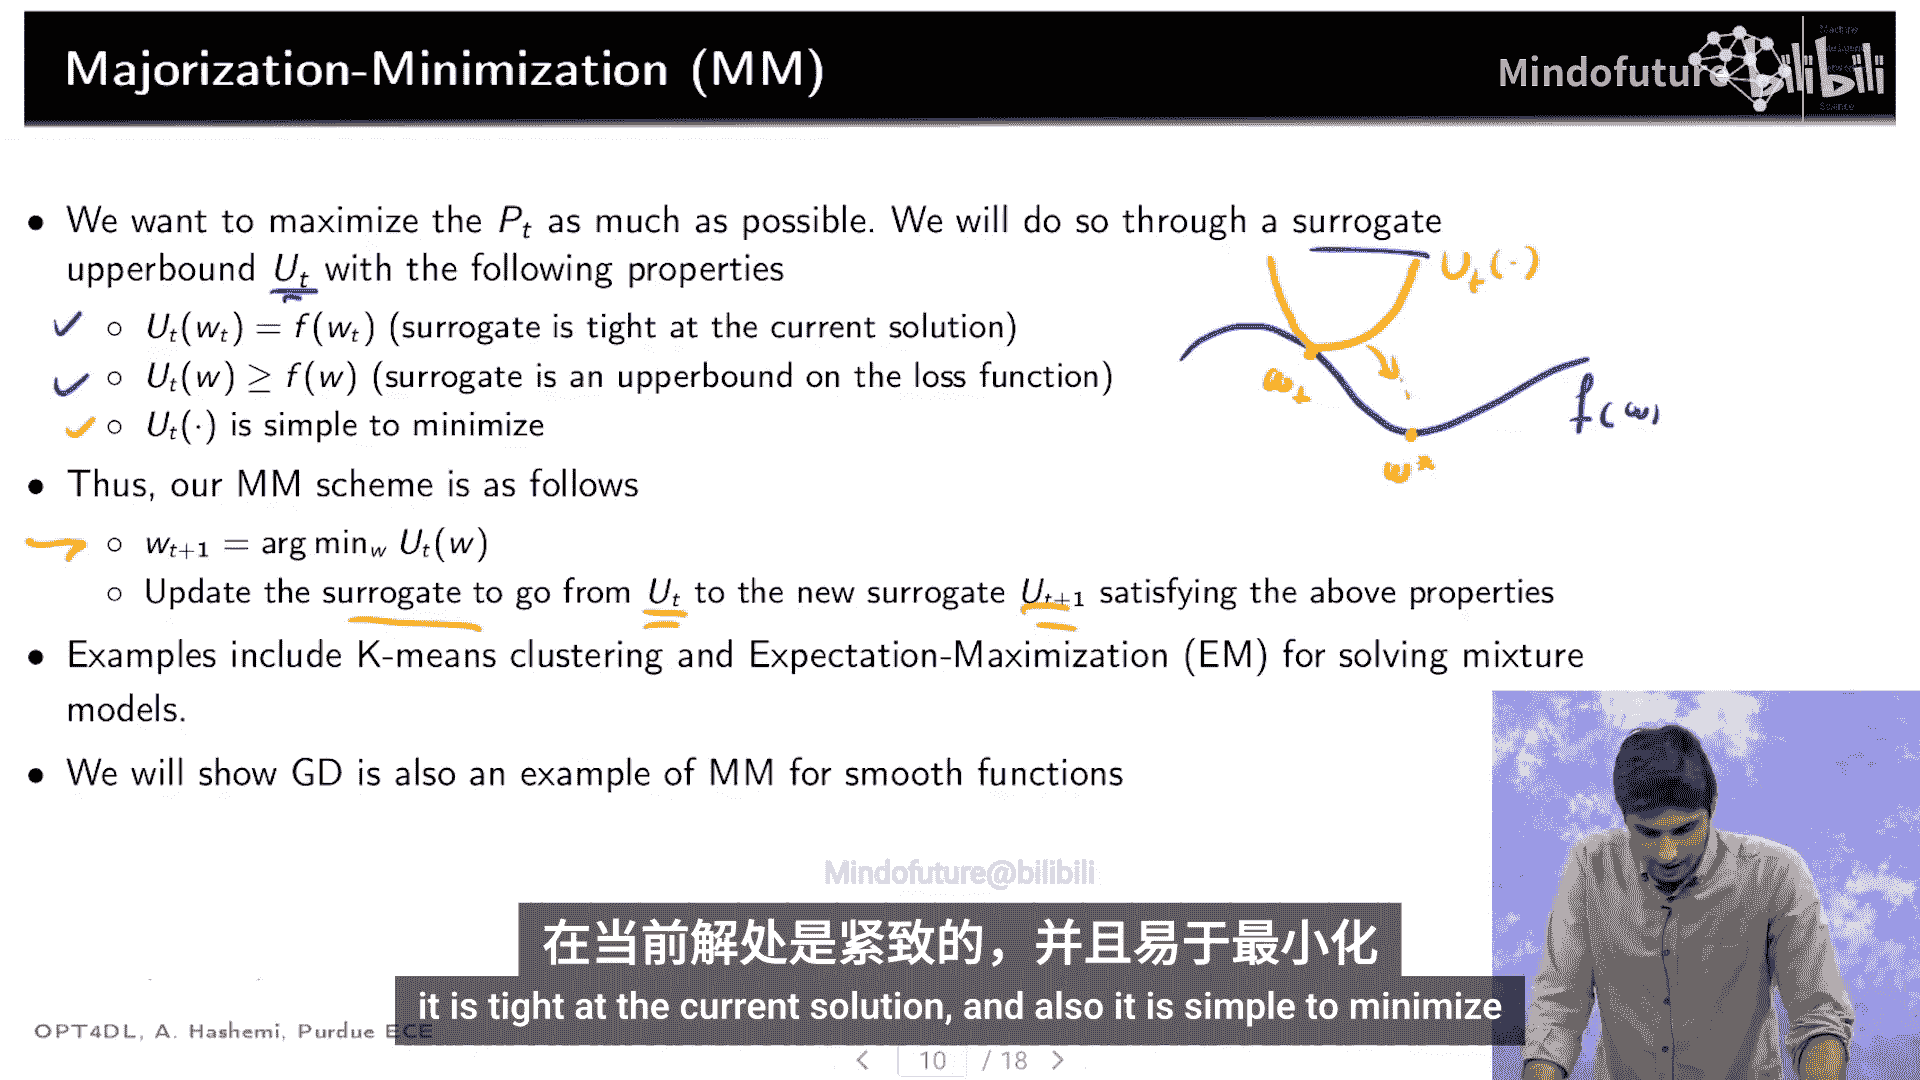 Majorization-Minimization (MM)
Mindofuture
bilibili
• We want to maximize the Pₜ as much as possible. We will do so through a surrogate
upperbound Uₜ with the following properties
○ Uₜ(wₜ) = f(wₜ) (surrogate is tight at the current solution)
○ Uₜ(w) ≥ f(w) (surrogate is an upperbound on the loss function)
○ Uₜ(·) is simple to minimize
Uₜ(·)
wₜ
f(w)
w*
• Thus, our MM scheme is as follows
○ wₜ₊₁ = arg min_w Uₜ(w)
○ Update the surrogate to go from Uₜ to the new surrogate Uₜ₊₁ satisfying the above properties
• Examples include K-means clustering and Expectation-Maximization (EM) for solving mixture
models.
• We will show GD is also an example of MM for smooth functions
Mindofuture@bilibili
在当前解处是紧致的，并且易于最小化
it is tight at the current solution, and also it is simple to minimize
OPT4DL, A. Hashemi, Purdue ECE
< 10 / 18 >